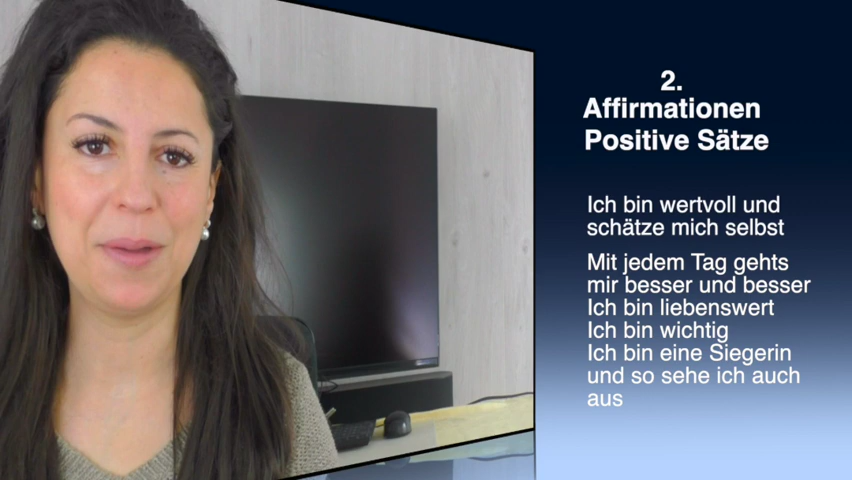 2.
Affirmationen
Positive Sätze
Ich bin wertvoll und
schätze mich selbst
Mit jedem Tag gehts
mir besser und besser
Ich bin liebenswert
Ich bin wichtig
Ich bin eine Siegerin
und so sehe ich auch
aus